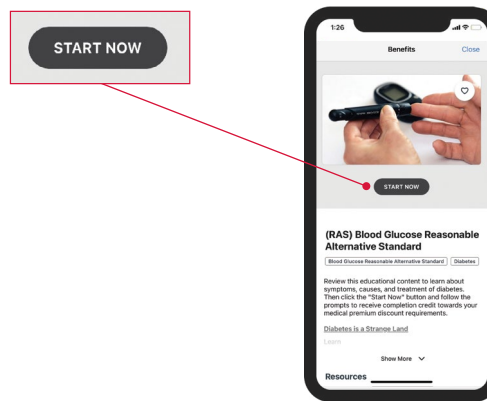 START NOW
1:26
Benefits Close
START NOW
(RAS) Blood Glucose Reasonable
Alternative Standard
Blood Glucose Reasonable Alternative Standard Diabetes
Review this educational content to learn about
symptoms, causes, and treatment of diabetes.
Then click the "Start Now" button and follow the
prompts to receive completion credit towards your
medical premium discount requirements.
Diabetes is a Strange Land
Learn
Show More
Resources